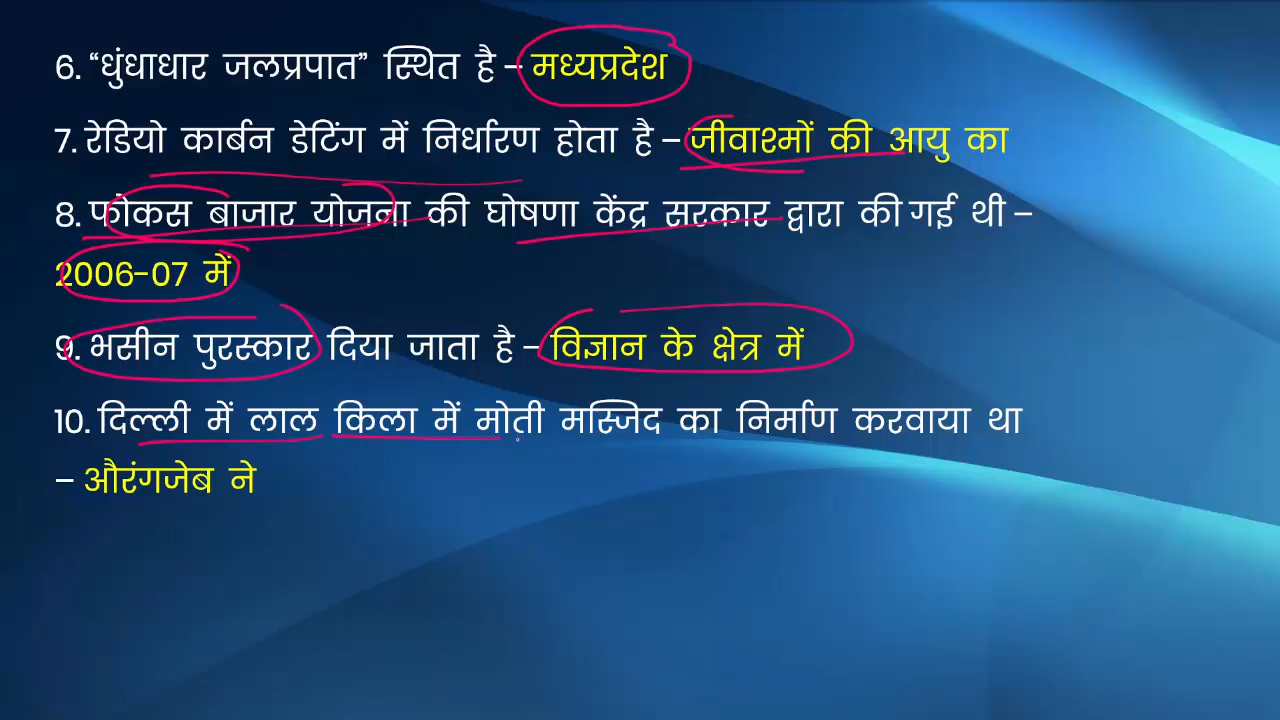 6. “धुंधाधार जलप्रपात” स्थित है – मध्यप्रदेश
7. रेडियो कार्बन डेटिंग में निर्धारण होता है – जीवाश्मों की आयु का
8. फोकस बाजार योजना की घोषणा केंद्र सरकार द्वारा की गई थी –
2006-07 में
9. भसीन पुरस्कार दिया जाता है – विज्ञान के क्षेत्र में
10. दिल्ली में लाल किला में मोती मस्जिद का निर्माण करवाया था
– औरंगजेब ने